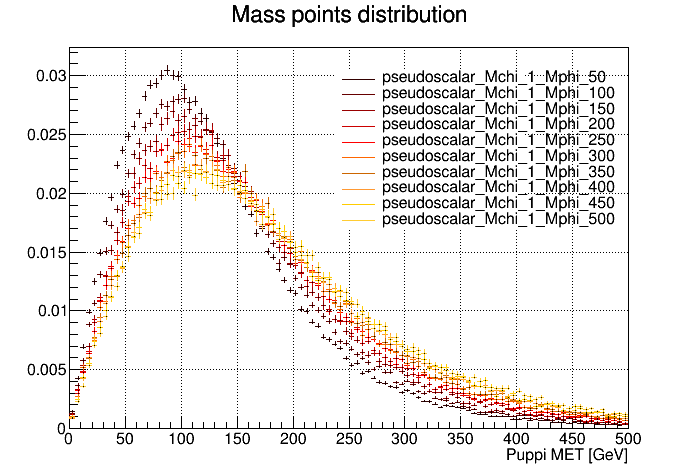 Mass points distribution
0.03
0.025
0.02
0.015
0.01
0.005
0
pseudoscalar_Mchi_1_Mphi_50
pseudoscalar_Mchi_1_Mphi_100
pseudoscalar_Mchi_1_Mphi_150
pseudoscalar_Mchi_1_Mphi_200
pseudoscalar_Mchi_1_Mphi_250
pseudoscalar_Mchi_1_Mphi_300
pseudoscalar_Mchi_1_Mphi_350
pseudoscalar_Mchi_1_Mphi_400
pseudoscalar_Mchi_1_Mphi_450
pseudoscalar_Mchi_1_Mphi_500
0 50 100 150 200 250 300 350 400 450 500
Puppi MET [GeV]